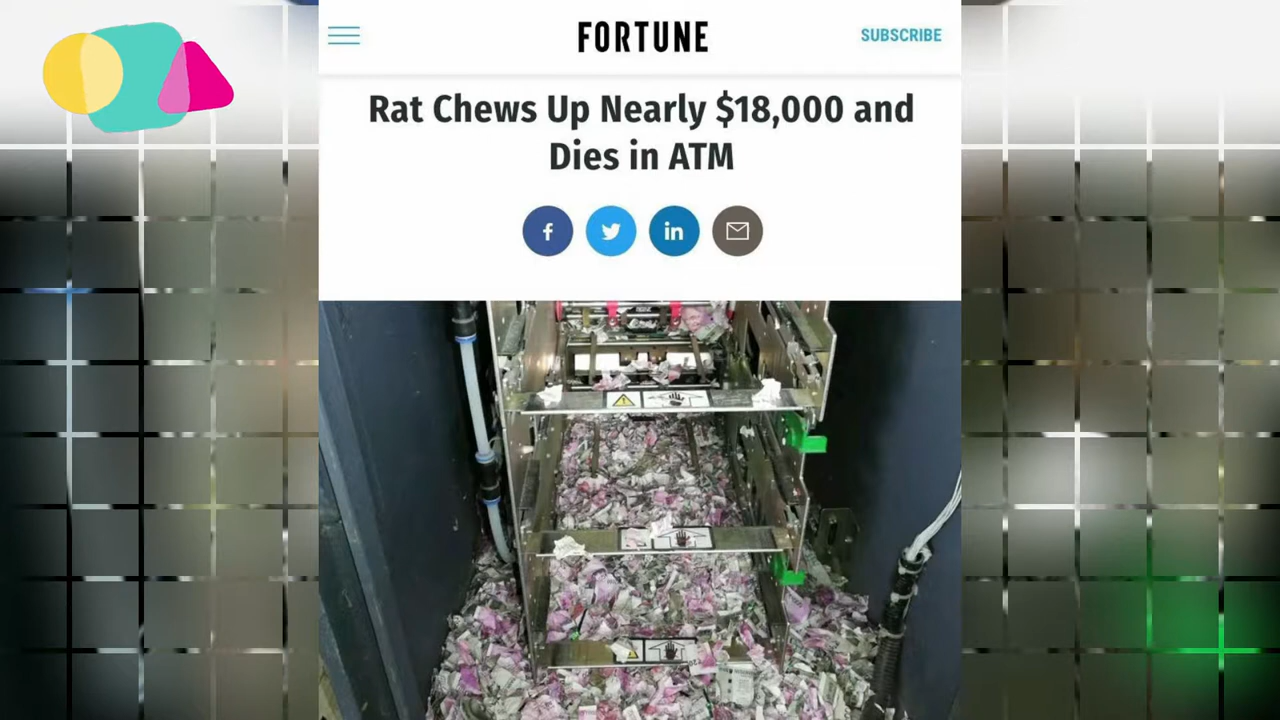 FORTUNE
SUBSCRIBE
Rat Chews Up Nearly $18,000 and
Dies in ATM